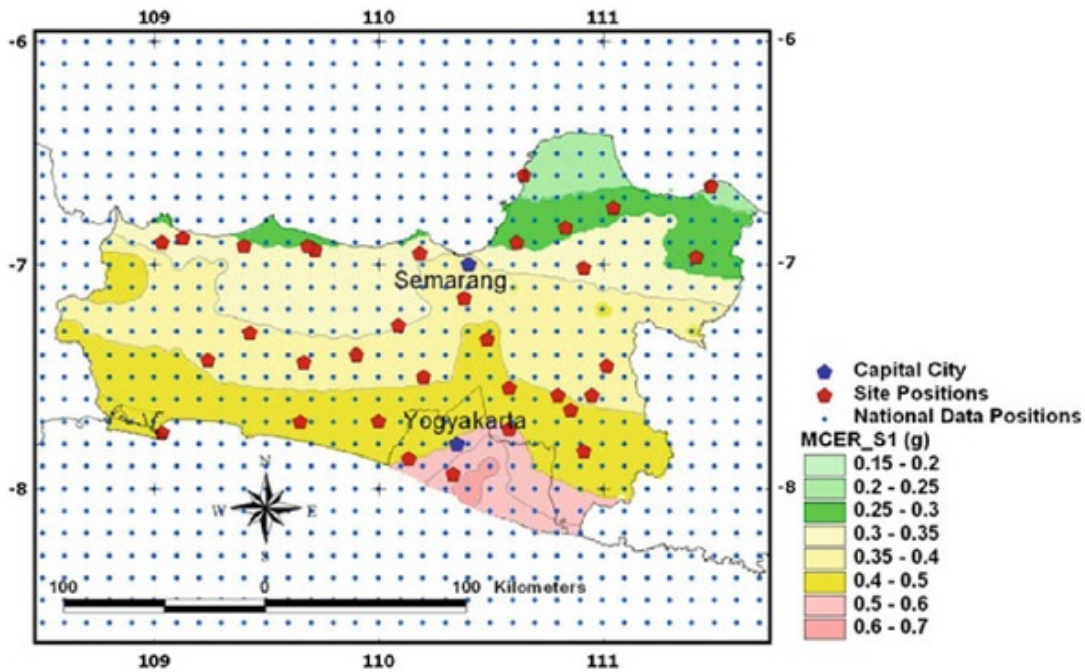 109 110 111
-6 -6
-7 -7
Semarang
Yogyakarta
-8 -8
N
W E
S
100 0 100 Kilometers
109 110 111
Capital City
Site Positions
National Data Positions
MCER_S1 (g)
0.15 - 0.2
0.2 - 0.25
0.25 - 0.3
0.3 - 0.35
0.35 - 0.4
0.4 - 0.5
0.5 - 0.6
0.6 - 0.7